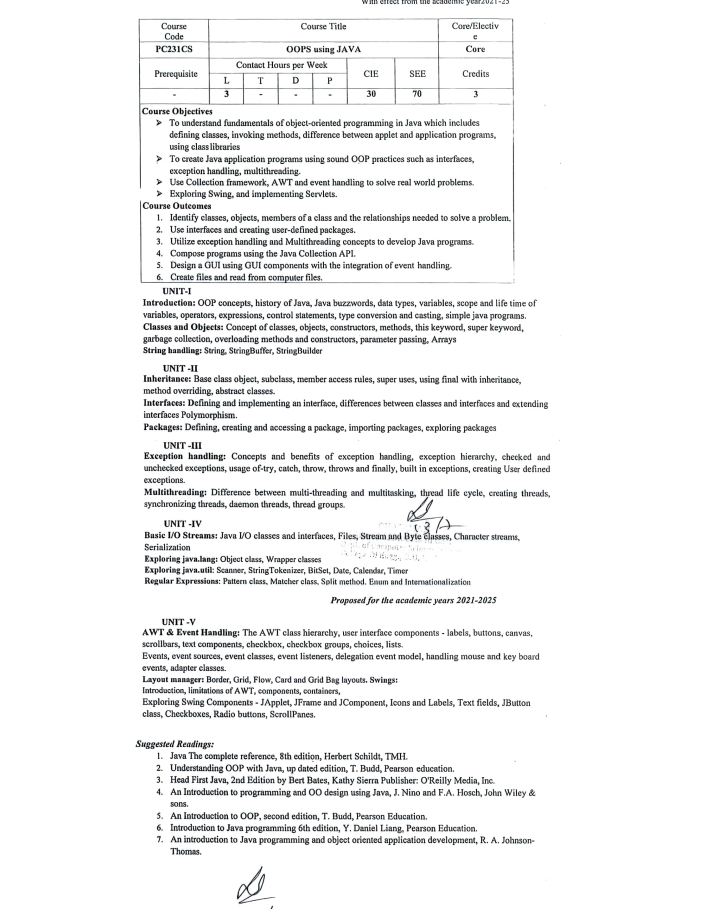 With effect from the academic year2021-25
Course Code
Course Title
Core/Electiv
e
PC231CS
OOPS using JAVA
Core
Prerequisite
Contact Hours per Week
CIE
SEE
Credits
L T D P
- 3 - - - 30 70 3
Course Objectives
➢ To understand fundamentals of object-oriented programming in Java which includes
defining classes, invoking methods, difference between applet and application programs,
using classlibraries
➢ To create Java application programs using sound OOP practices such as interfaces,
exception handling, multithreading.
➢ Use Collection framework, AWT and event handling to solve real world problems.
➢ Exploring Swing, and implementing Servlets.
Course Outcomes
1. Identify classes, objects, members of a class and the relationships needed to solve a problem.
2. Use interfaces and creating user-defined packages.
3. Utilize exception handling and Multithreading concepts to develop Java programs.
4. Compose programs using the Java Collection API.
5. Design a GUI using GUI components with the integration of event handling.
6. Create files and read from computer files.
UNIT-I
Introduction: OOP concepts, history of Java, Java buzzwords, data types, variables, scope and life time of
variables, operators, expressions, control statements, type conversion and casting, simple java programs.
Classes and Objects: Concept of classes, objects, constructors, methods, this keyword, super keyword,
garbage collection, overloading methods and constructors, parameter passing, Arrays
String handling: String, StringBuffer, StringBuilder
UNIT -II
Inheritance: Base class object, subclass, member access rules, super uses, using final with inheritance,
method overriding, abstract classes.
Interfaces: Defining and implementing an interface, differences between classes and interfaces and extending
interfaces Polymorphism.
Packages: Defining, creating and accessing a package, importing packages, exploring packages
UNIT -III
Exception handling: Concepts and benefits of exception handling, exception hierarchy, checked and
unchecked exceptions, usage of-try, catch, throw, throws and finally, built in exceptions, creating User defined
exceptions.
Multithreading: Difference between multi-threading and multitasking, thread life cycle, creating threads,
synchronizing threads, daemon threads, thread groups.
UNIT -IV
Basic I/O Streams: Java I/O classes and interfaces, Files, Stream and Byte classes, Character streams,
Serialization
Exploring java.lang: Object class, Wrapper classes
Exploring java.util: Scanner, StringTokenizer, BitSet, Date, Calendar, Timer
Regular Expressions: Pattern class, Matcher class, Split method. Enum and Internationalization
Proposed for the academic years 2021-2025
UNIT -V
AWT & Event Handling: The AWT class hierarchy, user interface components - labels, buttons, canvas,
scrollbars, text components, checkbox, checkbox groups, choices, lists.
Events, event sources, event classes, event listeners, delegation event model, handling mouse and key board
events, adapter classes.
Layout manager: Border, Grid, Flow, Card and Grid Bag layouts. Swings:
Introduction, limitations of AWT, components, containers,
Exploring Swing Components - JApplet, JFrame and JComponent, Icons and Labels, Text fields, JButton
class, Checkboxes, Radio buttons, ScrollPanes.
Suggested Readings:
1. Java The complete reference, 8th edition, Herbert Schildt, TMH.
2. Understanding OOP with Java, up dated edition, T. Budd, Pearson education.
3. Head First Java, 2nd Edition by Bert Bates, Kathy Sierra Publisher: O'Reilly Media, Inc.
4. An Introduction to programming and OO design using Java, J. Nino and F.A. Hosch, John Wiley &
sons.
5. An Introduction to OOP, second edition, T. Budd, Pearson Education.
6. Introduction to Java programming 6th edition, Y. Daniel Liang, Pearson Education.
7. An introduction to Java programming and object oriented application development, R. A. Johnson-
Thomas.